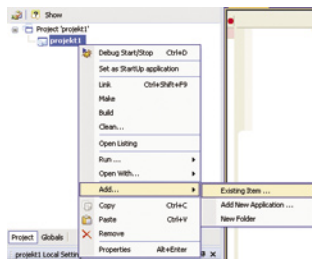 Show
Project 'projekt1'
projekt1
Debug Start/Stop Ctrl+D
Set as StartUp application
Link Ctrl+Shift+F9
Make
Build
Clean...
Open Listing
Run ...
Open With...
Add...
Existing Item ...
Copy Ctrl+C
Add New Application ...
Paste Ctrl+V
New Folder
Remove
Project Globals
Properties Alt+Enter
projekt1 Local Settin